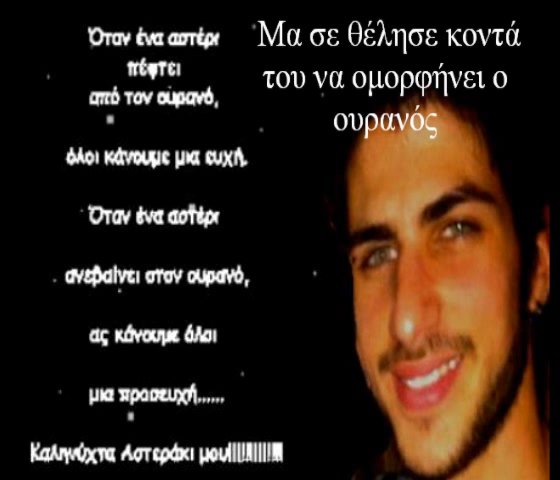 Όταν ένα αστέρι
πέφτει
από τον ουρανό,
όλοι κάνουμε μια ευχή.
Όταν ένα αστέρι
ανεβαίνει στον ουρανό,
ας κάνουμε όλοι
μια προσευχή......
Καληνύχτα Αστεράκι μου!!!!!!!!!!
Μα σε θέλησε κοντά
του να ομορφήνει ο
ουρανός